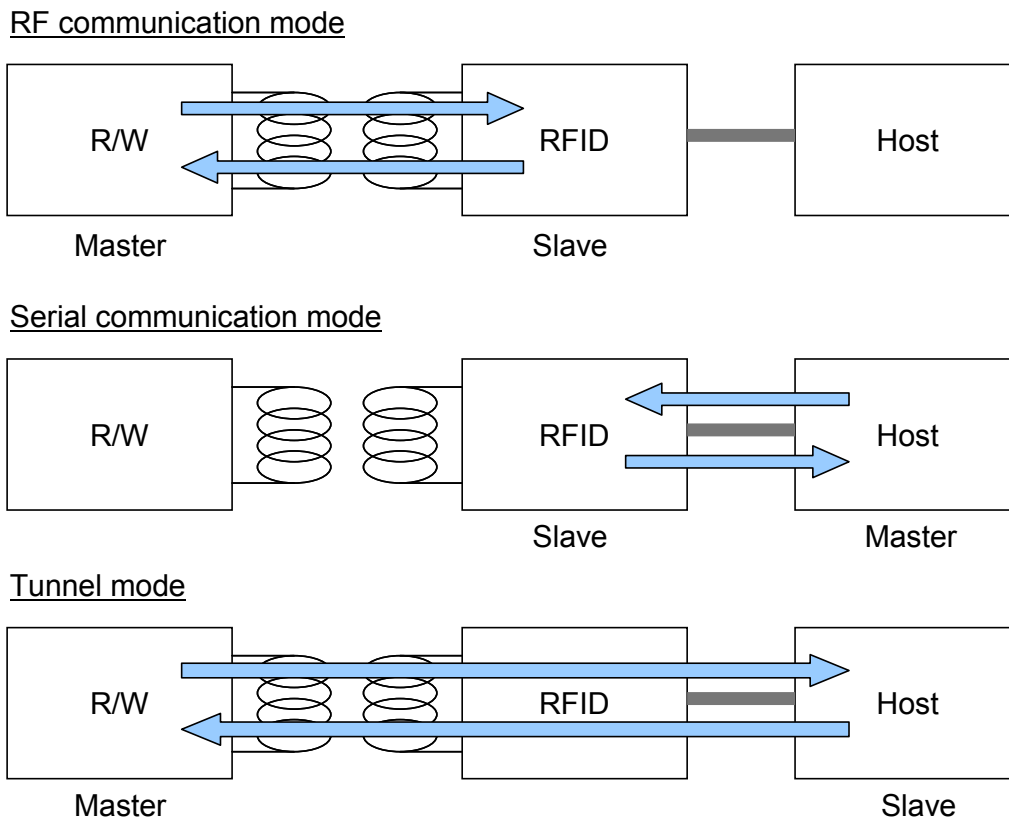 RF communication mode
R/W RFID Host
Master Slave
Serial communication mode
R/W RFID Host
Slave Master
Tunnel mode
R/W RFID Host
Master Slave